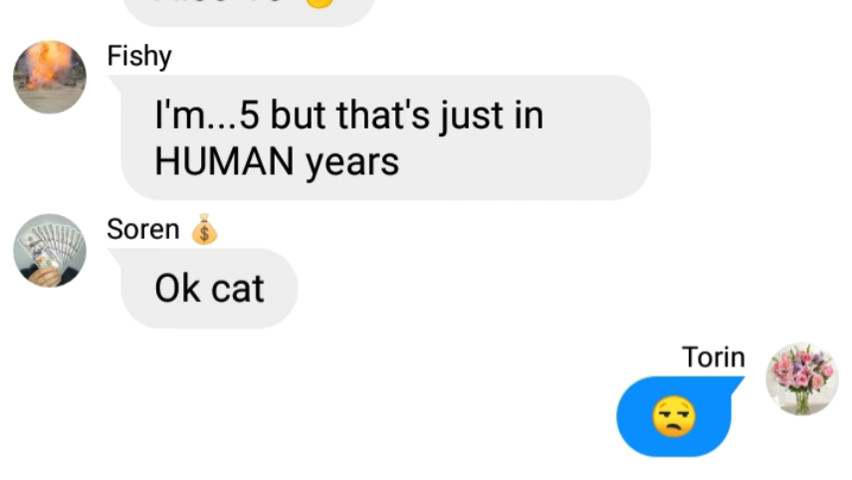 Fishy
I'm...5 but that's just in
HUMAN years
Soren 💰
Ok cat
Torin
😒